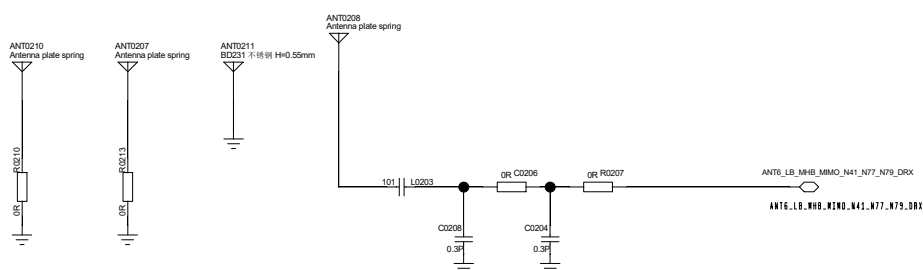 ANT0208
Antenna plate spring
ANT0210
Antenna plate spring
ANT0207
Antenna plate spring
ANT0211
BD231 不锈钢 H=0.55mm
R0210
0R
R0213
0R
101 L0203
0R C0206
0R R0207
ANT6_LB_MHB_MIMO_N41_N77_N79_DRX
ANT6_LB_MHB_MIMO_N41_N77_N79_DRX
C0208
0.3P
C0204
0.3P